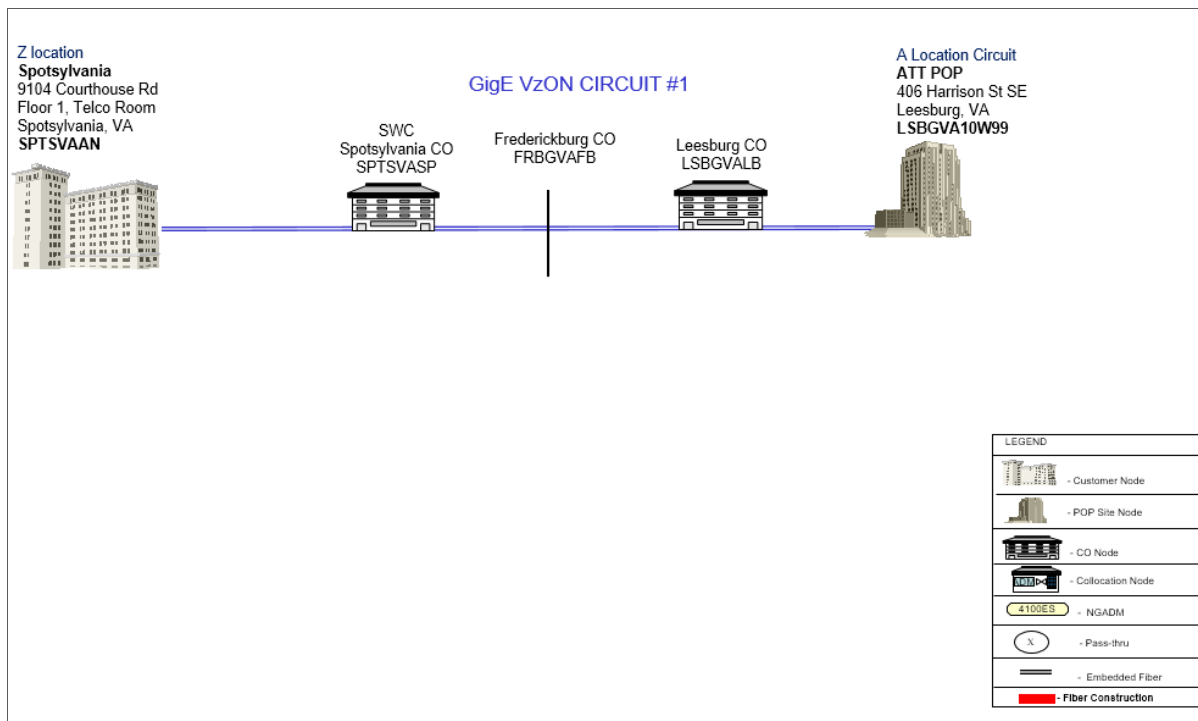 Z location
Spotsylvania
9104 Courthouse Rd
Floor 1, Telco Room
Spotsylvania, VA
SPTSVAAN
GigE VzON CIRCUIT #1
SWC
Spotsylvania CO
SPTSVASP
Frederickburg CO
FRBGVAFB
Leesburg CO
LSBGVALB
A Location Circuit
ATT POP
406 Harrison St SE
Leesburg, VA
LSBGVA10W99
LEGEND
- Customer Node
- POP Site Node
- CO Node
- Collocation Node
4100ES - NGADM
X - Pass-thru
- Embedded Fiber
- Fiber Construction